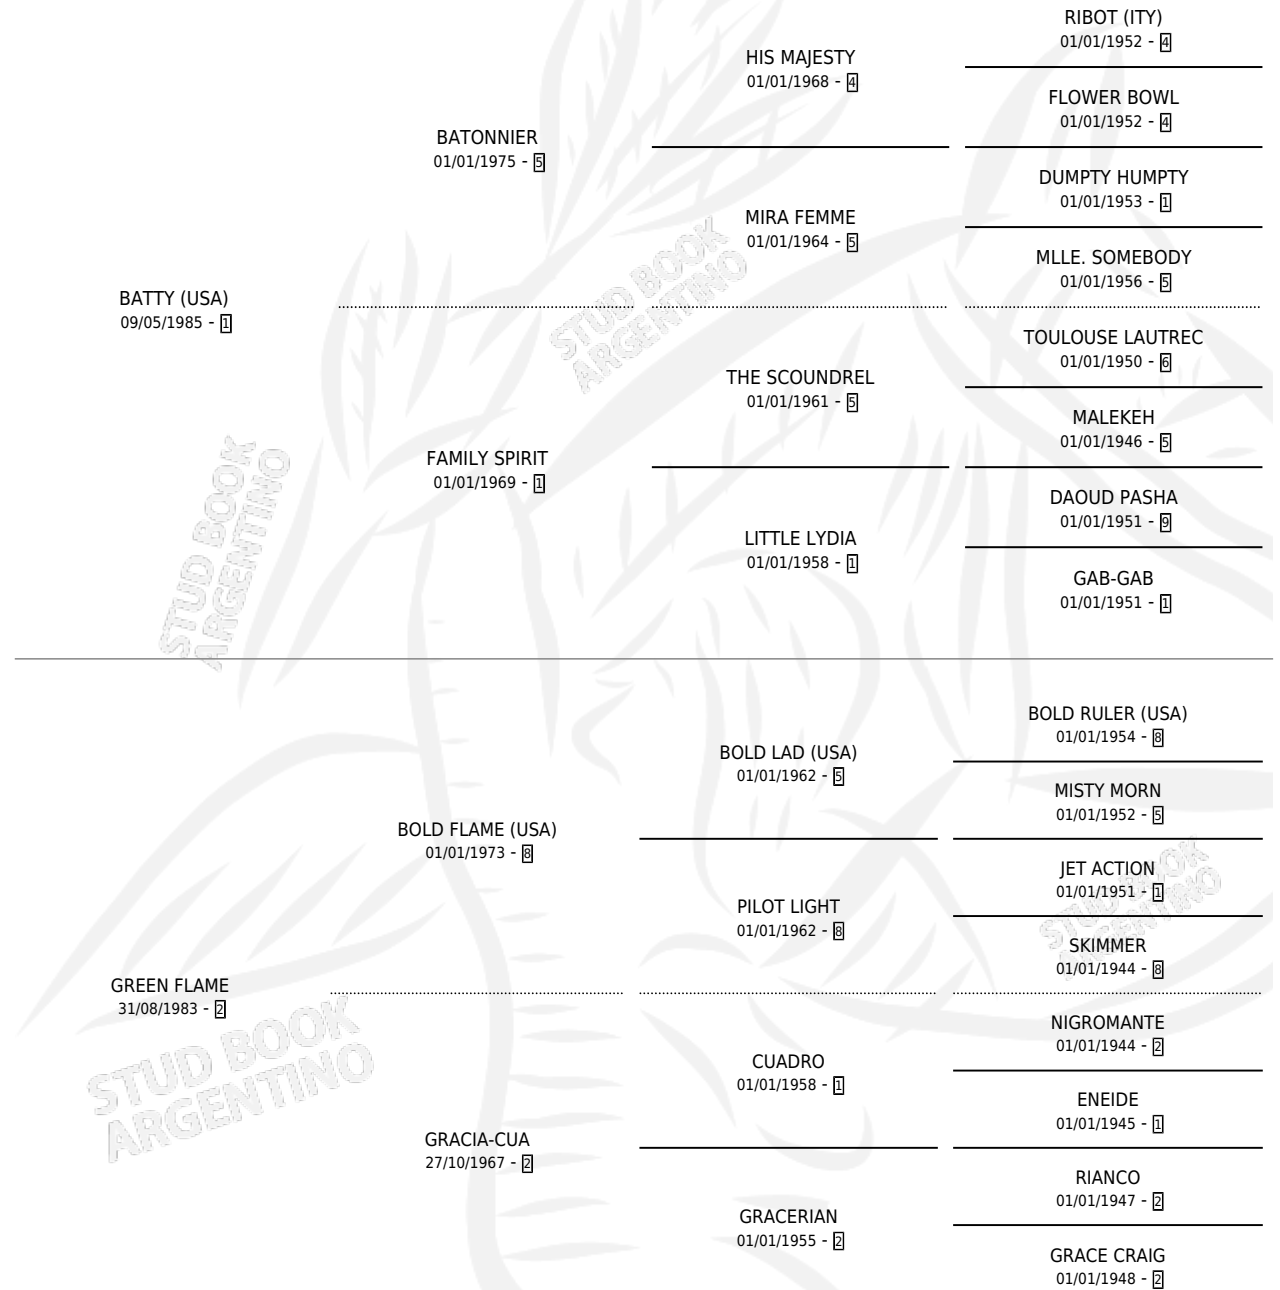 RIBOT (ITY)
01/01/1952 - 4
HIS MAJESTY
01/01/1968 - 4
FLOWER BOWL
01/01/1952 - 4
BATONNIER
01/01/1975 - 5
DUMPTY HUMPTY
01/01/1953 - 1
MIRA FEMME
01/01/1964 - 5
MLLE. SOMEBODY
01/01/1956 - 5
BATTY (USA)
09/05/1985 - 1
STUD BOOK
ARGENTINO
TOULOUSE LAUTREC
01/01/1950 - 6
THE SCOUNDREL
01/01/1961 - 5
MALEKEH
01/01/1946 - 5
FAMILY SPIRIT
01/01/1969 - 1
DAOUD PASHA
01/01/1951 - 9
LITTLE LYDIA
01/01/1958 - 1
GAB-GAB
01/01/1951 - 1
STUD BOOK
ARGENTINO
BOLD RULER (USA)
01/01/1954 - 8
BOLD LAD (USA)
01/01/1962 - 5
MISTY MORN
01/01/1952 - 5
BOLD FLAME (USA)
01/01/1973 - 8
JET ACTION
01/01/1951 - 1
PILOT LIGHT
01/01/1962 - 8
STUD BOOK
ARGENTINO
SKIMMER
01/01/1944 - 8
GREEN FLAME
31/08/1983 - 2
NIGROMANTE
01/01/1944 - 2
CUADRO
01/01/1958 - 1
ENEIDE
01/01/1945 - 1
STUD BOOK
ARGENTINO
GRACIA-CUA
27/10/1967 - 2
RIANCO
01/01/1947 - 2
GRACERIAN
01/01/1955 - 2
GRACE CRAIG
01/01/1948 - 2